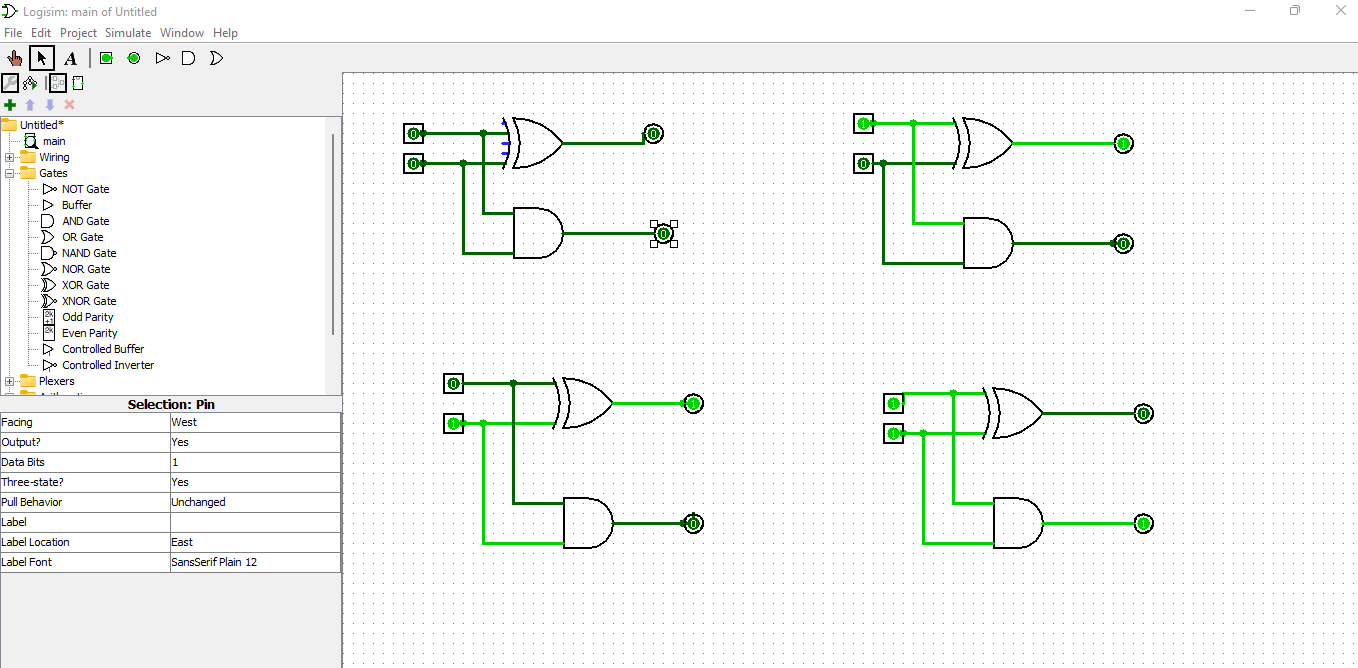 Logisim: main of Untitled
File Edit Project Simulate Window Help
A
Untitled*
main
Wiring
Gates
NOT Gate
Buffer
AND Gate
OR Gate
NAND Gate
NOR Gate
XOR Gate
XNOR Gate
Odd Parity
Even Parity
Controlled Buffer
Controlled Inverter
Plexers
Selection: Pin
Facing West
Output? Yes
Data Bits 1
Three-state? Yes
Pull Behavior Unchanged
Label
Label Location East
Label Font SansSerif Plain 12
0 0
0
0
1 1
0
0
0
1 1
0
1 0
1
1